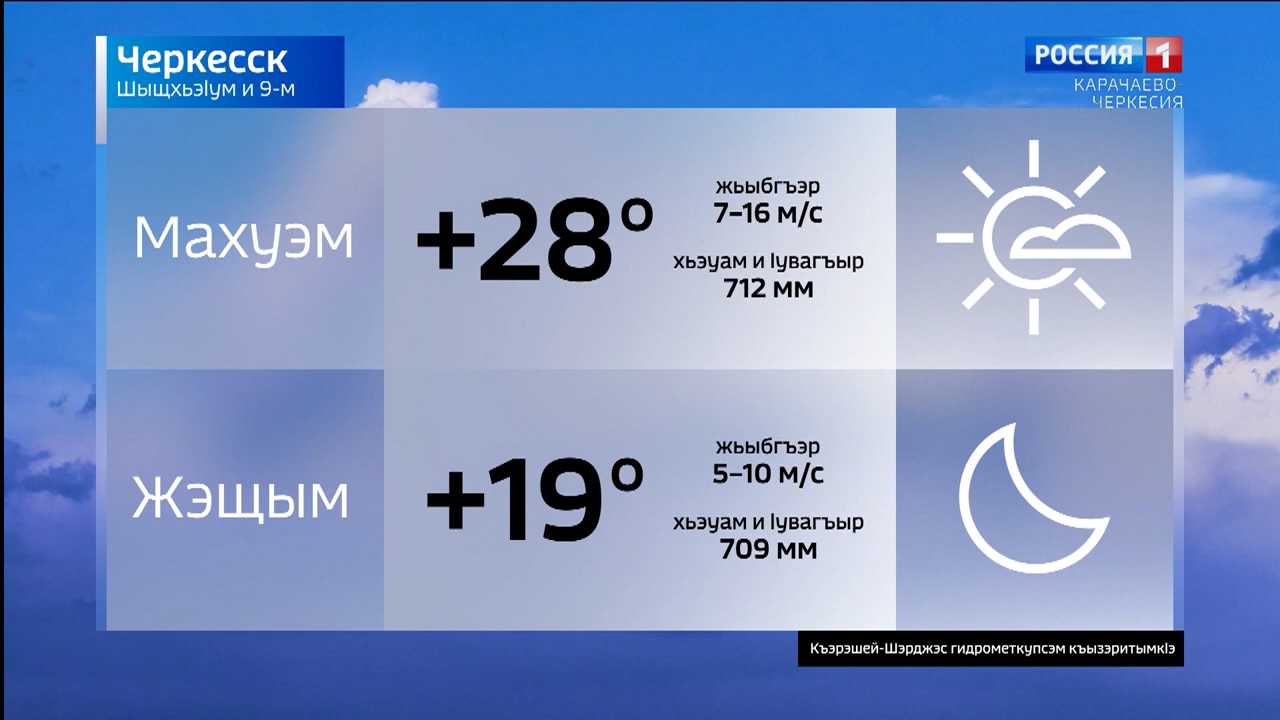 Черкесск
ШыщхьэӀум и 9-м
РОССИЯ 1
КАРАЧАЕВО-
ЧЕРКЕСИЯ
Махуэм
+28°
жьыбгъэр
7–16 м/с
хьэуам и Ӏувагъыр
712 мм
Жэщым
+19°
жьыбгъэр
5–10 м/с
хьэуам и Ӏувагъыр
709 мм
Къэрэшей-Шэрджэс гидрометкупсэм къызэритымкӀэ